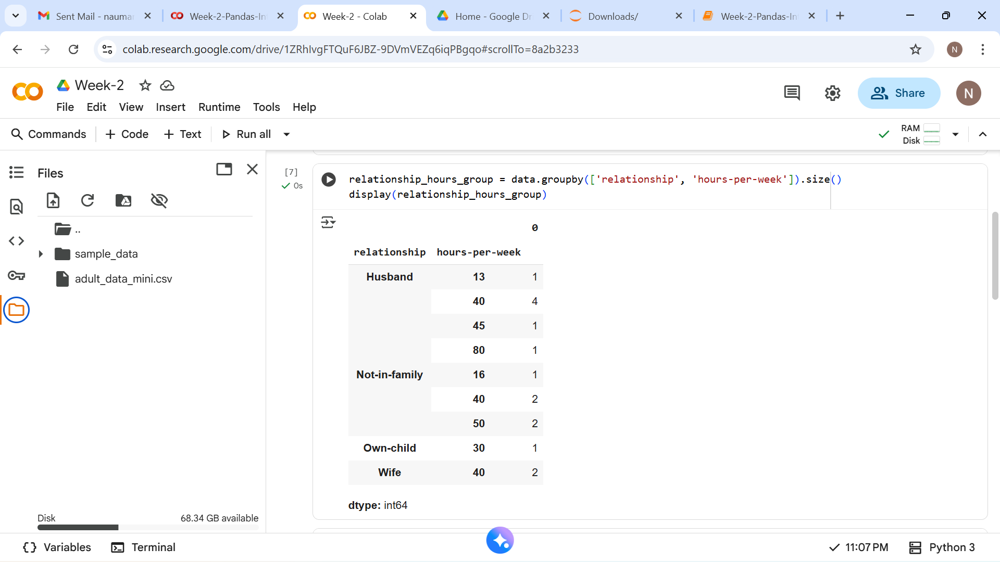 Sent Mail - nauma
Week-2-Pandas-In
Week-2 - Colab
Home - Google Dr
Downloads/
Week-2-Pandas-In
colab.research.google.com/drive/1ZRhIvgFTQuF6JBZ-9DVmVEZq6iqPBgqo#scrollTo=8a2b3233
N
Week-2
Share
N
File Edit View Insert Runtime Tools Help
Commands + Code + Text Run all
RAM
Disk
Files
..
sample_data
adult_data_mini.csv
Disk 68.34 GB available
[7]
0s
relationship_hours_group = data.groupby(['relationship', 'hours-per-week']).size()
display(relationship_hours_group)
0
relationship hours-per-week
Husband 13 1
40 4
45 1
80 1
Not-in-family 16 1
40 2
50 2
Own-child 30 1
Wife 40 2
dtype: int64
{} Variables Terminal
11:07 PM Python 3